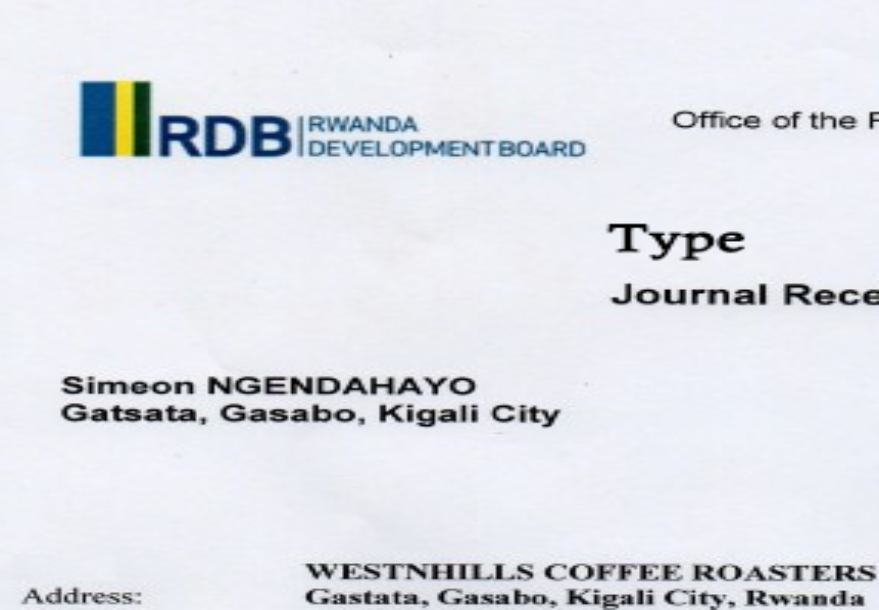 RDB RWANDA
DEVELOPMENT BOARD
Office of the
Type
Journal
Simeon NGENDAHAYO
Gatsata, Gasabo, Kigali City
WESTNHILLS COFFEE ROASTERS
Address: Gastata, Gasabo, Kigali City, Rwanda